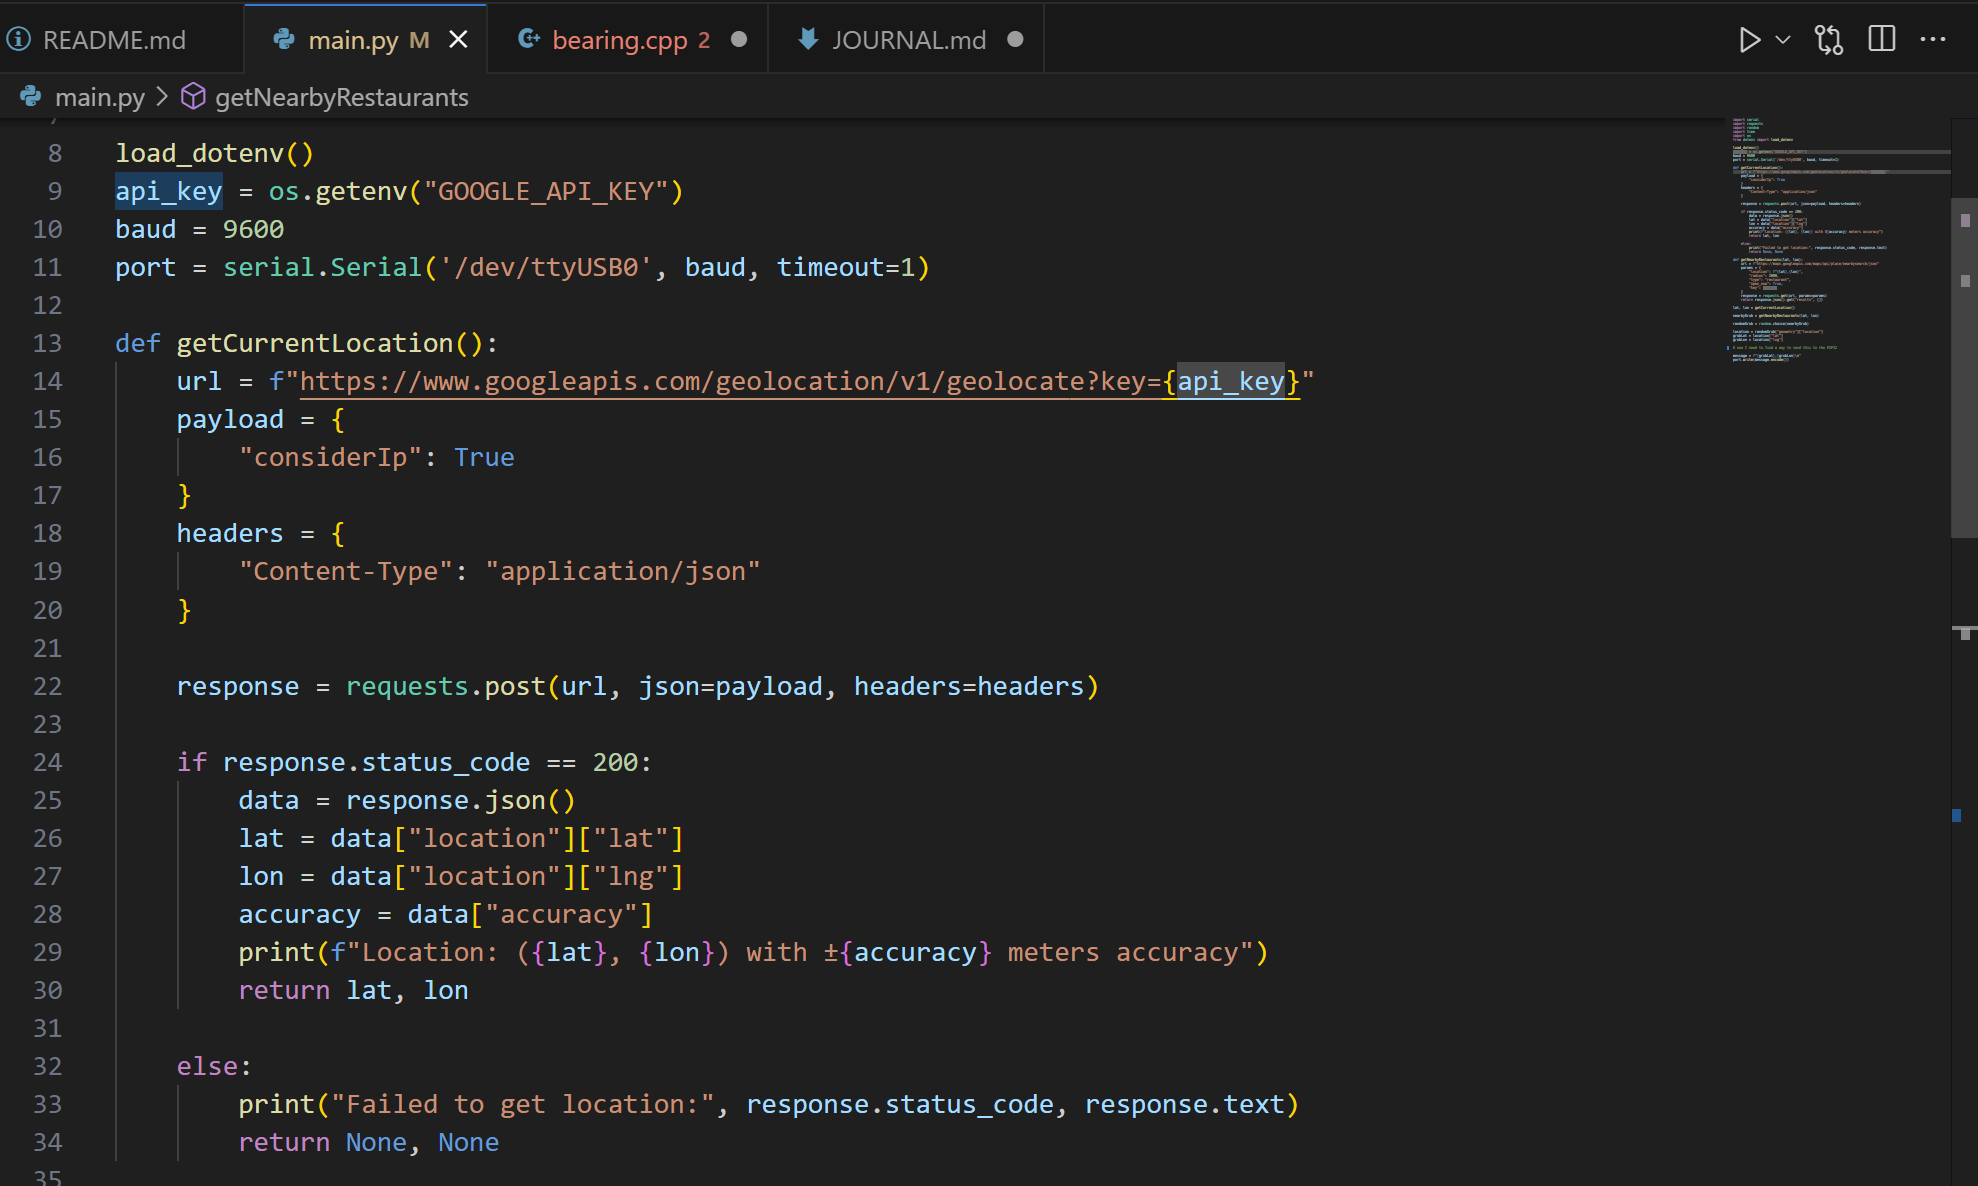 README.md main.py M bearing.cpp 2 JOURNAL.md
main.py > getNearbyRestaurants
8 load_dotenv()
9 api_key = os.getenv("GOOGLE_API_KEY")
10 baud = 9600
11 port = serial.Serial('/dev/ttyUSB0', baud, timeout=1)
12
13 def getCurrentLocation():
14 url = f"https://www.googleapis.com/geolocation/v1/geolocate?key={api_key}"
15 payload = {
16 "considerIp": True
17 }
18 headers = {
19 "Content-Type": "application/json"
20 }
21
22 response = requests.post(url, json=payload, headers=headers)
23
24 if response.status_code == 200:
25 data = response.json()
26 lat = data["location"]["lat"]
27 lon = data["location"]["lng"]
28 accuracy = data["accuracy"]
29 print(f"Location: ({lat}, {lon}) with ±{accuracy} meters accuracy")
30 return lat, lon
31
32 else:
33 print("Failed to get location:", response.status_code, response.text)
34 return None, None
35